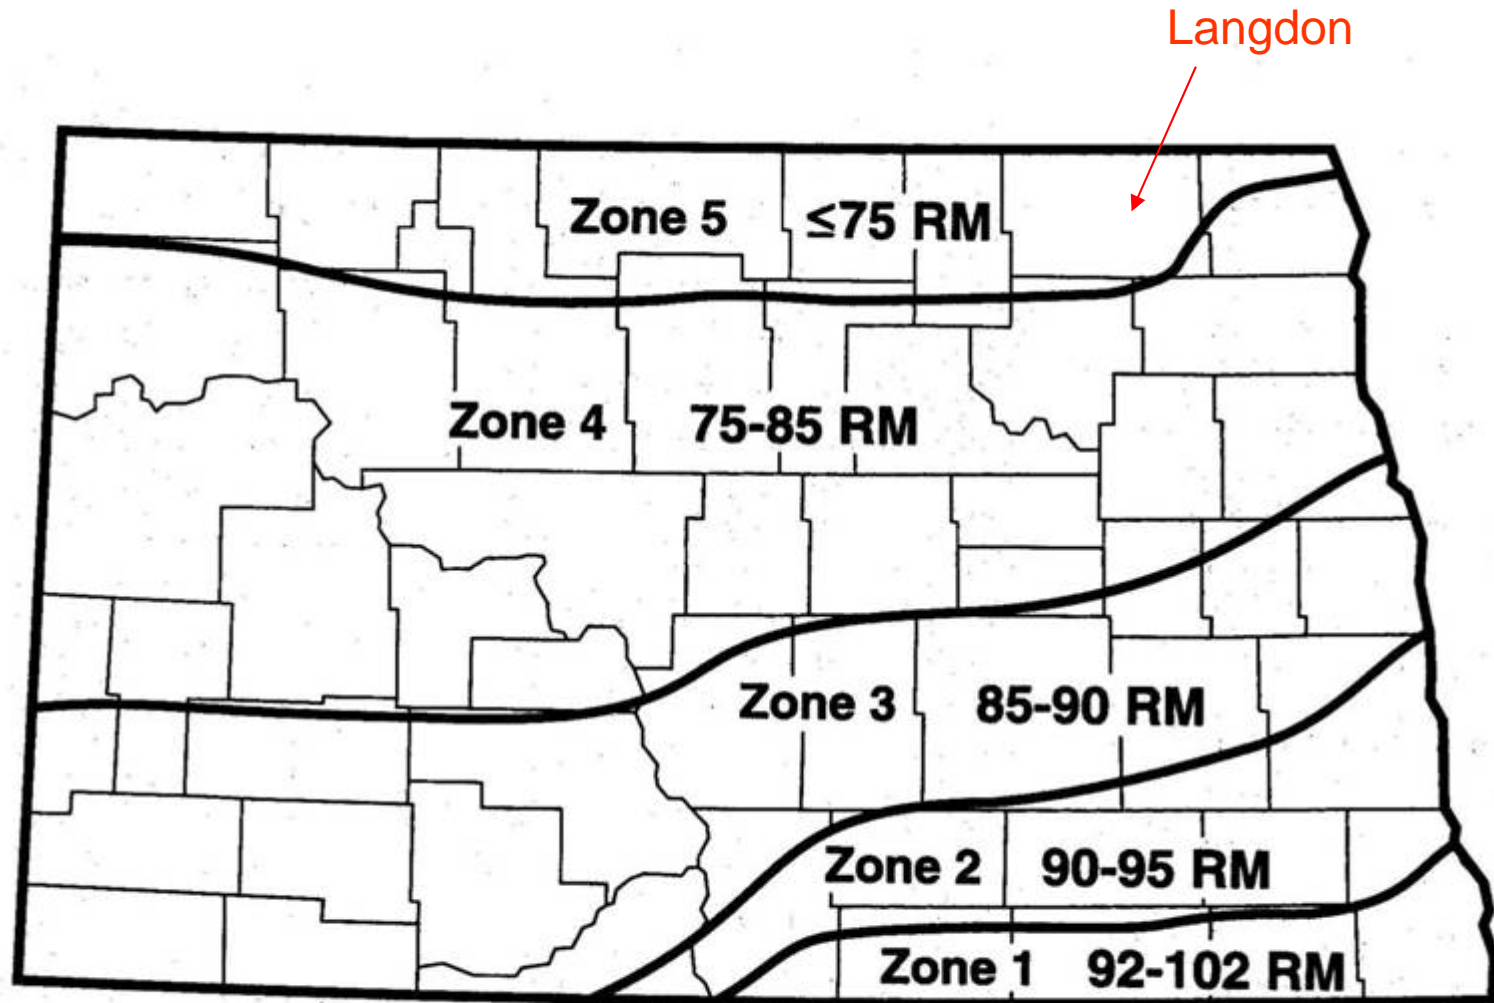 Langdon
Zone 5 ≤75 RM
Zone 4 75-85 RM
Zone 3 85-90 RM
Zone 2 90-95 RM
Zone 1 92-102 RM